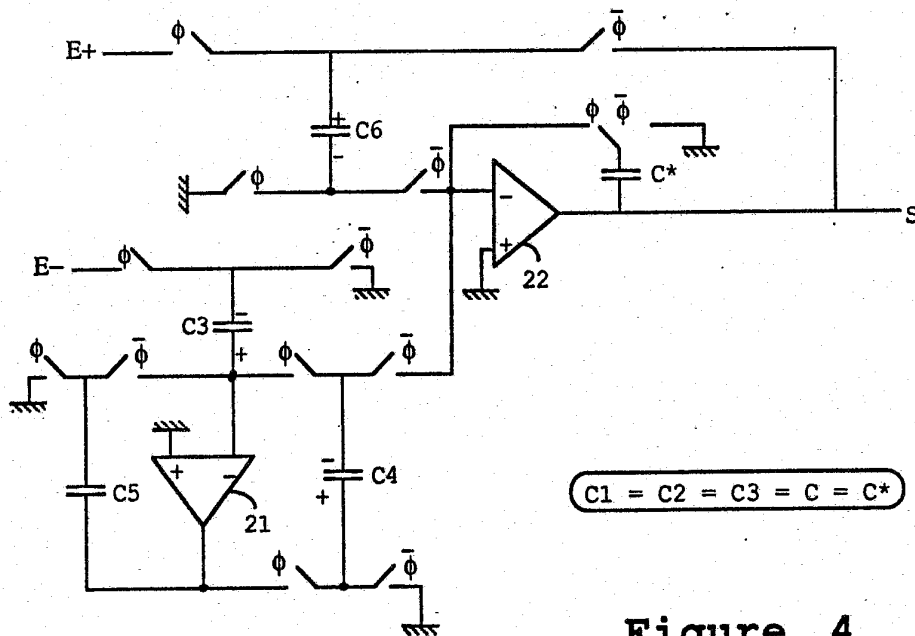 ϕ
ϕ̅
E+
ϕ ϕ̅
+
C6
-
ϕ
ϕ̅
C*
-
+
S
22
E-
ϕ
ϕ̅
C3
-
+
ϕ
ϕ̅
ϕ
ϕ̅
C5
+
-
21
-
C4
+
C1 = C2 = C3 = C = C*
ϕ
ϕ̅
Figure 4